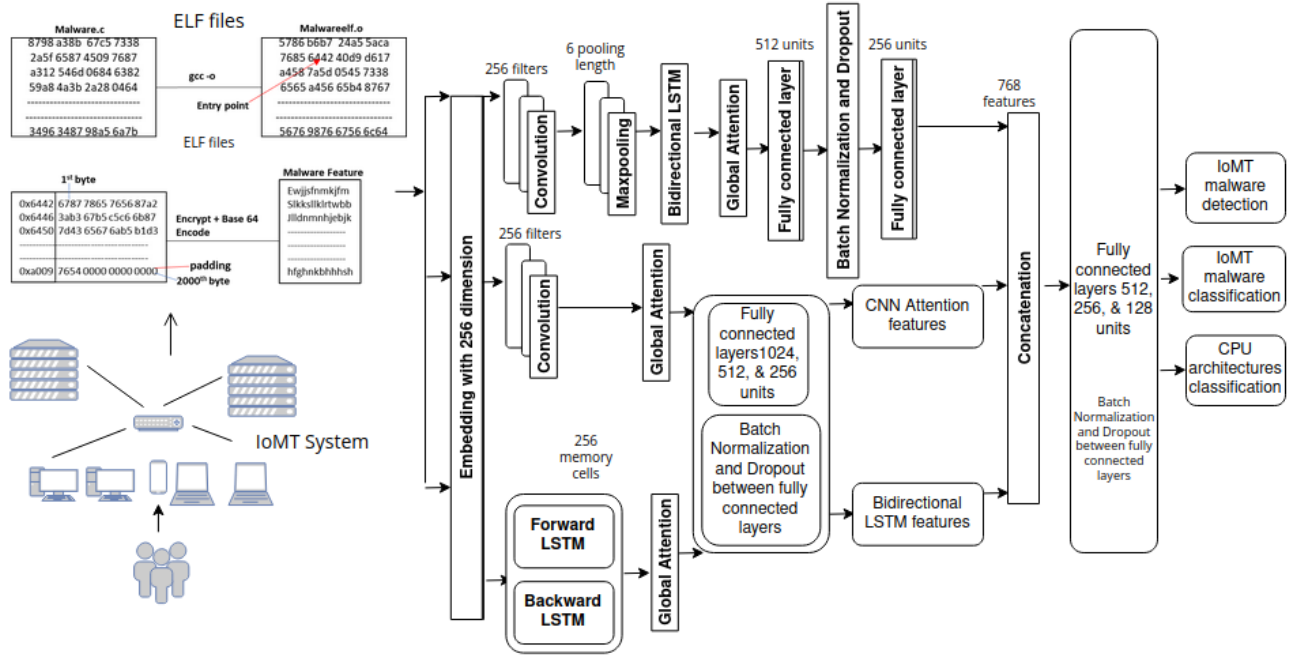 ELF files
Malware.c
8798 a38b 67c5 7338
2a5f 6587 4509 7687
a312 546d 0684 6382
59a8 4a3b 2a28 0464
3496 3487 98a5 6a7b
gcc -o
Entry point
Malwareelf.o
5786 b6b7 24a5 5aca
7685 6442 40d9 d617
a458 7a5d 0545 7338
6565 a456 65b4 8767
5676 9876 6756 6c64
ELF files
1st byte
0x6442 6787 7865 7656 87a2
0x6446 3ab3 67b5 c5c6 6b87
0x6450 7d43 6567 6ab5 b1d3
0xa009 7654 0000 0000 0000
Encrypt + Base 64
Encode
padding
2000th byte
Malware Feature
Ewjjsfnmkjfm
Slkksllklrtwbb
Jlldnmnhjebjk
hfghnkbhhhsh
IoMT System
Embedding with 256 dimension
256 filters
Convolution
6 pooling
length
Maxpooling
Bidirectional LSTM
Global Attention
512 units
Fully connected layer
Batch Normalization and Dropout
256 units
Fully connected layer
768
features
256 filters
Convolution
Global Attention
Fully
connected
layers1024,
512, & 256
units
Batch
Normalization
and Dropout
between fully
connected
layers
CNN Attention
features
256
memory
cells
Forward
LSTM
Backward
LSTM
Global Attention
Bidirectional
LSTM features
Concatenation
Fully
connected
layers 512,
256, & 128
units
Batch
Normalization
and Dropout
between fully
connected
layers
IoMT
malware
detection
IoMT
malware
classification
CPU
architectures
classification